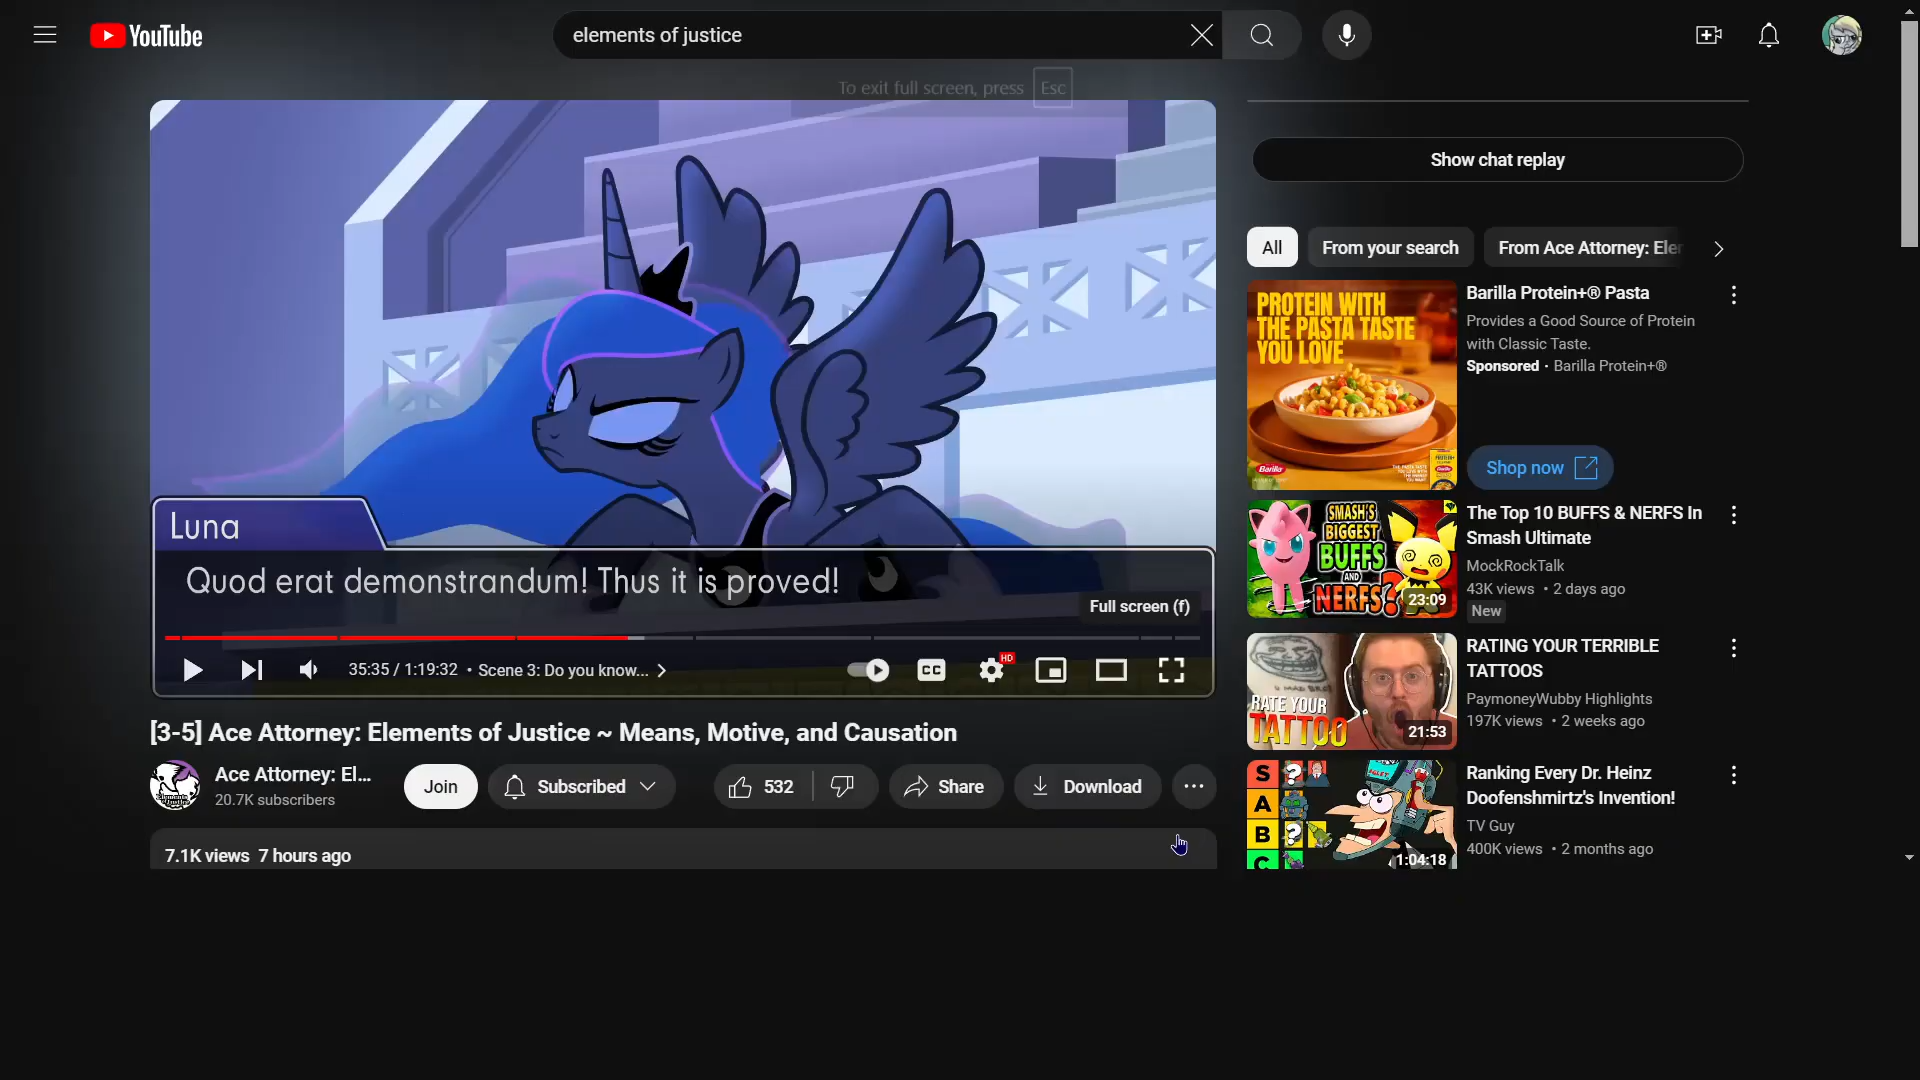 YouTube
elements of justice
To exit full screen, press Esc
Luna
Quod erat demonstrandum! Thus it is proved!
Full screen (f)
35:35 / 1:19:32 • Scene 3: Do you know...
CC
HD
[3-5] Ace Attorney: Elements of Justice ~ Means, Motive, and Causation
Ace Attorney: El...
20.7K subscribers
Join
Subscribed
532
Share
Download
7.1K views 7 hours ago
Show chat replay
All
From your search
From Ace Attorney: Ele
PROTEIN WITH
THE PASTA TASTE
YOU LOVE
Barilla
Barilla Protein+® Pasta
Provides a Good Source of Protein
with Classic Taste.
Sponsored • Barilla Protein+®
Shop now
SMASH'S
BIGGEST
BUFFS
AND
NERFS?
23:09
The Top 10 BUFFS & NERFS In
Smash Ultimate
MockRockTalk
43K views • 2 days ago
New
U MAD BRO?
RATE YOUR
TATTOO
21:53
RATING YOUR TERRIBLE
TATTOOS
PaymoneyWubby Highlights
197K views • 2 weeks ago
S
A
B
C
1:04:18
Ranking Every Dr. Heinz
Doofenshmirtz's Invention!
TV Guy
400K views • 2 months ago